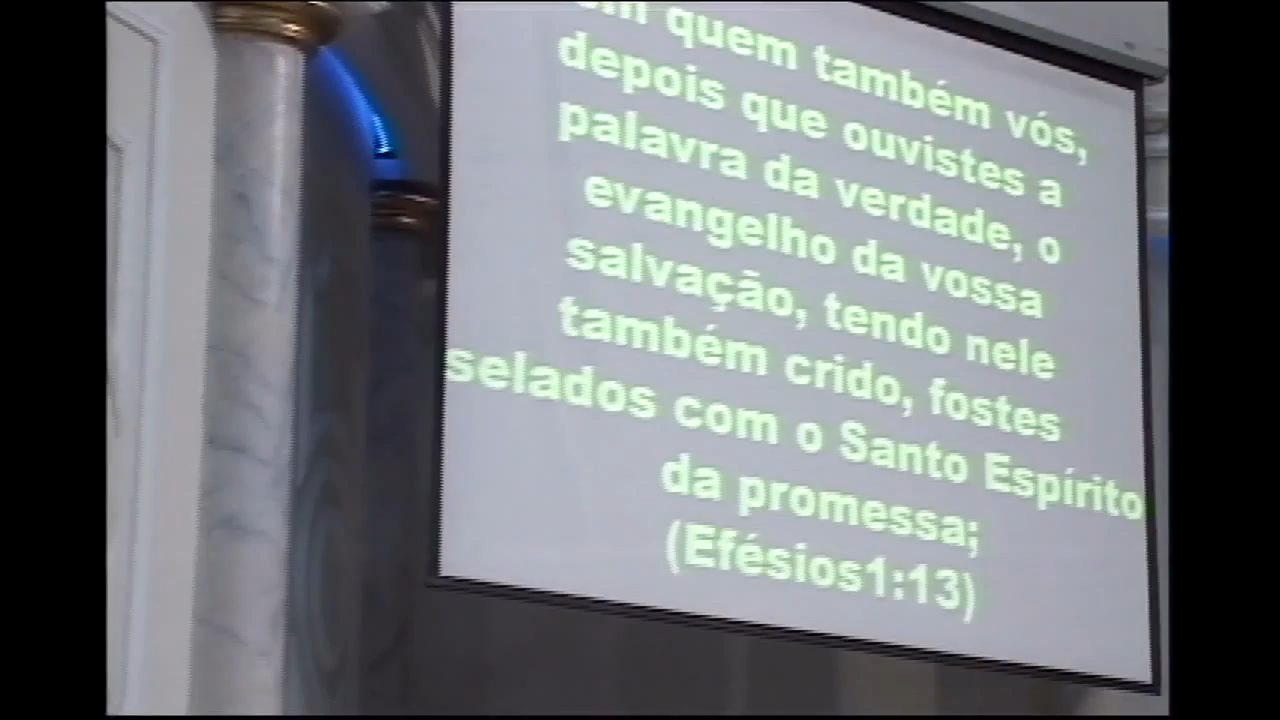 em quem também vós,
depois que ouvistes a
palavra da verdade, o
evangelho da vossa
salvação, tendo nele
também crido, fostes
selados com o Santo Espírito
da promessa;
(Efésios1:13)